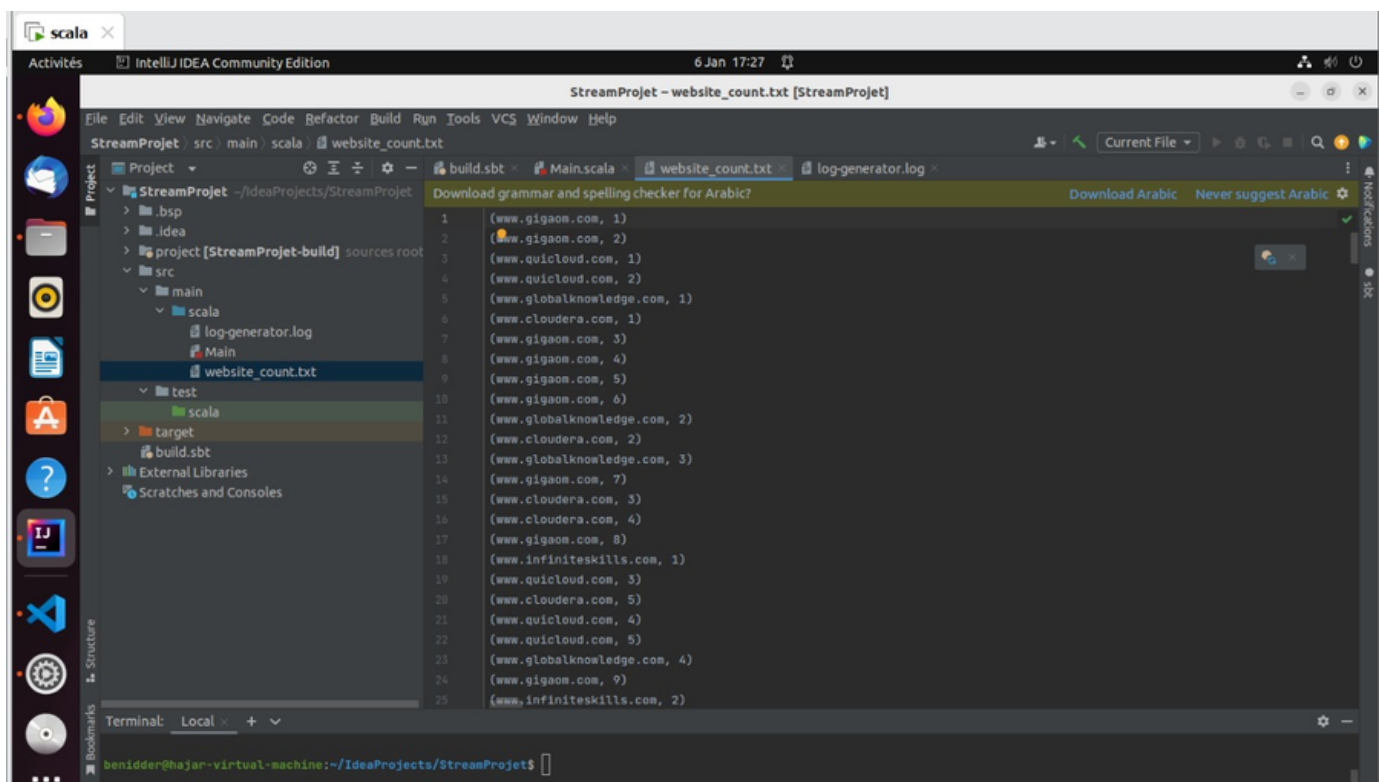 scala
Activités IntelliJ IDEA Community Edition 6 Jan 17:27
StreamProjet – website_count.txt [StreamProjet]
File Edit View Navigate Code Refactor Build Run Tools VCS Window Help
StreamProjet src main scala website_count.txt Current File
Project build.sbt Main.scala website_count.txt log-generator.log
Project
Notifications
sbt
Structure
Bookmarks
StreamProjet ~/IdeaProjects/StreamProjet
.bsp
.idea
project [StreamProjet-build] sources root
src
main
scala
log-generator.log
Main
website_count.txt
test
scala
target
build.sbt
External Libraries
Scratches and Consoles
Download grammar and spelling checker for Arabic? Download Arabic Never suggest Arabic
1 (www.gigaom.com, 1)
2 (www.gigaom.com, 2)
3 (www.quicloud.com, 1)
4 (www.quicloud.com, 2)
5 (www.globalknowledge.com, 1)
6 (www.cloudera.com, 1)
7 (www.gigaom.com, 3)
8 (www.gigaom.com, 4)
9 (www.gigaom.com, 5)
10 (www.gigaom.com, 6)
11 (www.globalknowledge.com, 2)
12 (www.cloudera.com, 2)
13 (www.globalknowledge.com, 3)
14 (www.gigaom.com, 7)
15 (www.cloudera.com, 3)
16 (www.cloudera.com, 4)
17 (www.gigaom.com, 8)
18 (www.infiniteskills.com, 1)
19 (www.quicloud.com, 3)
20 (www.cloudera.com, 5)
21 (www.quicloud.com, 4)
22 (www.quicloud.com, 5)
23 (www.globalknowledge.com, 4)
24 (www.gigaom.com, 9)
25 (www.infiniteskills.com, 2)
Terminal: Local
benidder@hajar-virtual-machine:~/IdeaProjects/StreamProjet$